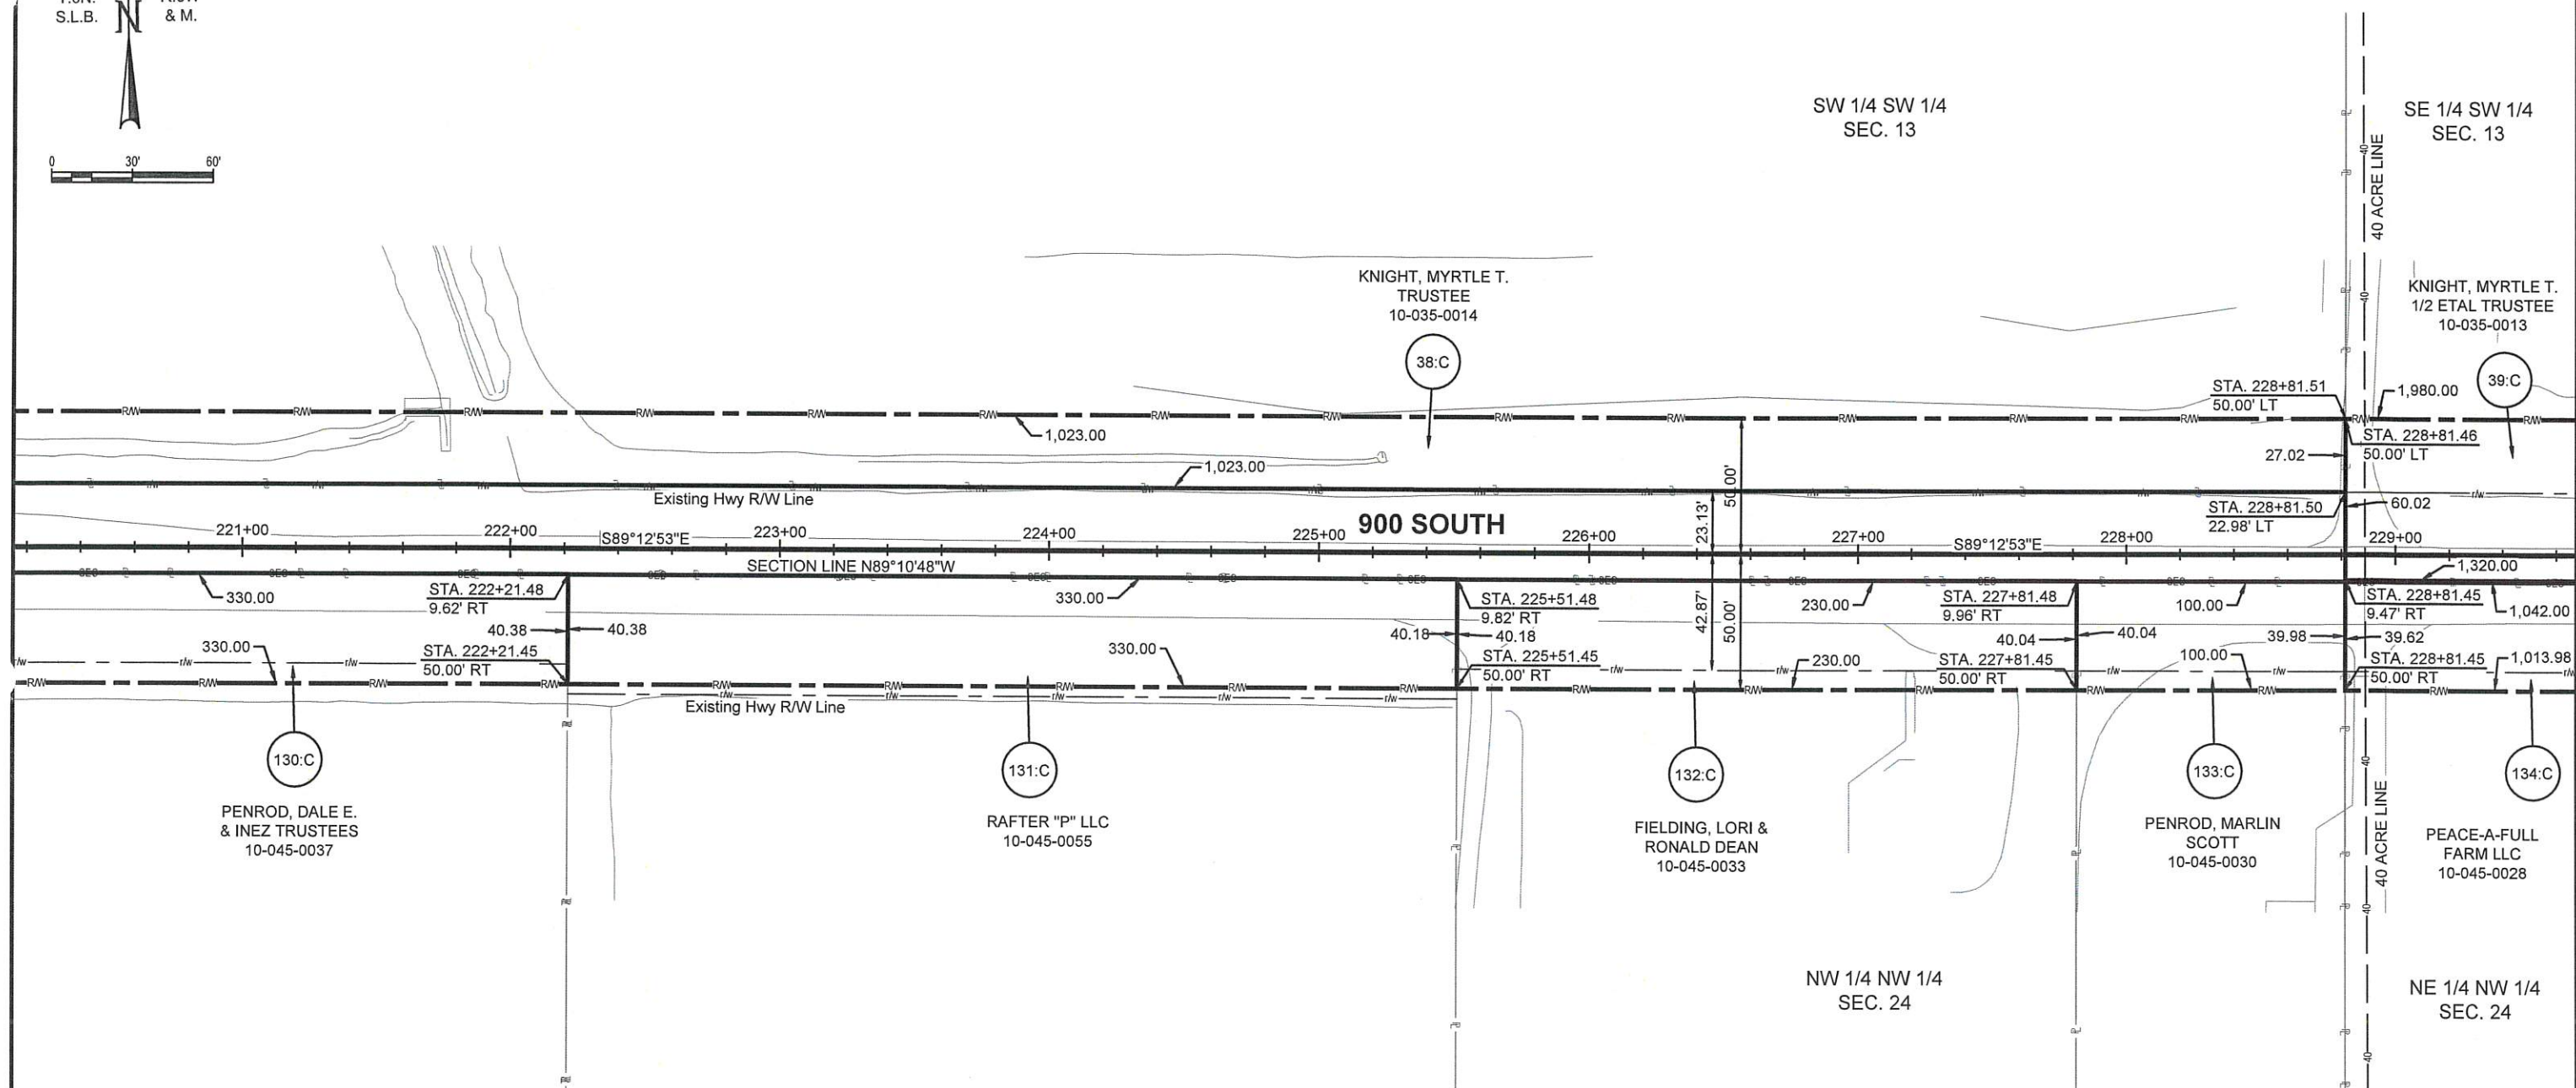 S.L.B.
N
& M.
0 30' 60'
SW 1/4 SW 1/4
SEC. 13
SE 1/4 SW 1/4
SEC. 13
40 ACRE LINE
40
40
KNIGHT, MYRTLE T.
TRUSTEE
10-035-0014
38:C
KNIGHT, MYRTLE T.
1/2 ETAL TRUSTEE
10-035-0013
39:C
STA. 228+81.51
50.00' LT
1,980.00
R/W R/W R/W R/W R/W R/W R/W R/W R/W R/W R/W R/W R/W R/W R/W
1,023.00
STA. 228+81.46
50.00' LT
27.02
1,023.00
Existing Hwy R/W Line
50.00'
23.13'
r/w
60.02
STA. 228+81.50
22.98' LT
900 SOUTH
221+00 222+00 223+00 224+00 225+00 226+00 227+00 228+00 229+00
S89°12'53"E
S89°12'53"E
SECTION LINE N89°10'48"W
1,320.00
330.00
STA. 222+21.48
9.62' RT
330.00
STA. 225+51.48
9.82' RT
230.00
STA. 227+81.48
9.96' RT
100.00
STA. 228+81.45
9.47' RT
1,042.00
40.38
40.38
40.18
40.18
42.87'
50.00'
40.04
40.04
39.98
39.62
330.00
STA. 222+21.45
50.00' RT
330.00
STA. 225+51.45
50.00' RT
230.00
STA. 227+81.45
50.00' RT
100.00
STA. 228+81.45
50.00' RT
1,013.98
r/w r/w r/w r/w r/w r/w r/w
R/W R/W R/W R/W R/W R/W R/W R/W R/W R/W R/W R/W R/W R/W R/W
r/w r/w r/w r/w r/w
Existing Hwy R/W Line
130:C
131:C
132:C
133:C
134:C
PENROD, DALE E.
& INEZ TRUSTEES
10-045-0037
RAFTER "P" LLC
10-045-0055
FIELDING, LORI &
RONALD DEAN
10-045-0033
PENROD, MARLIN
SCOTT
10-045-0030
PEACE-A-FULL
FARM LLC
10-045-0028
40
40 ACRE LINE
40
40
NW 1/4 NW 1/4
SEC. 24
NE 1/4 NW 1/4
SEC. 24